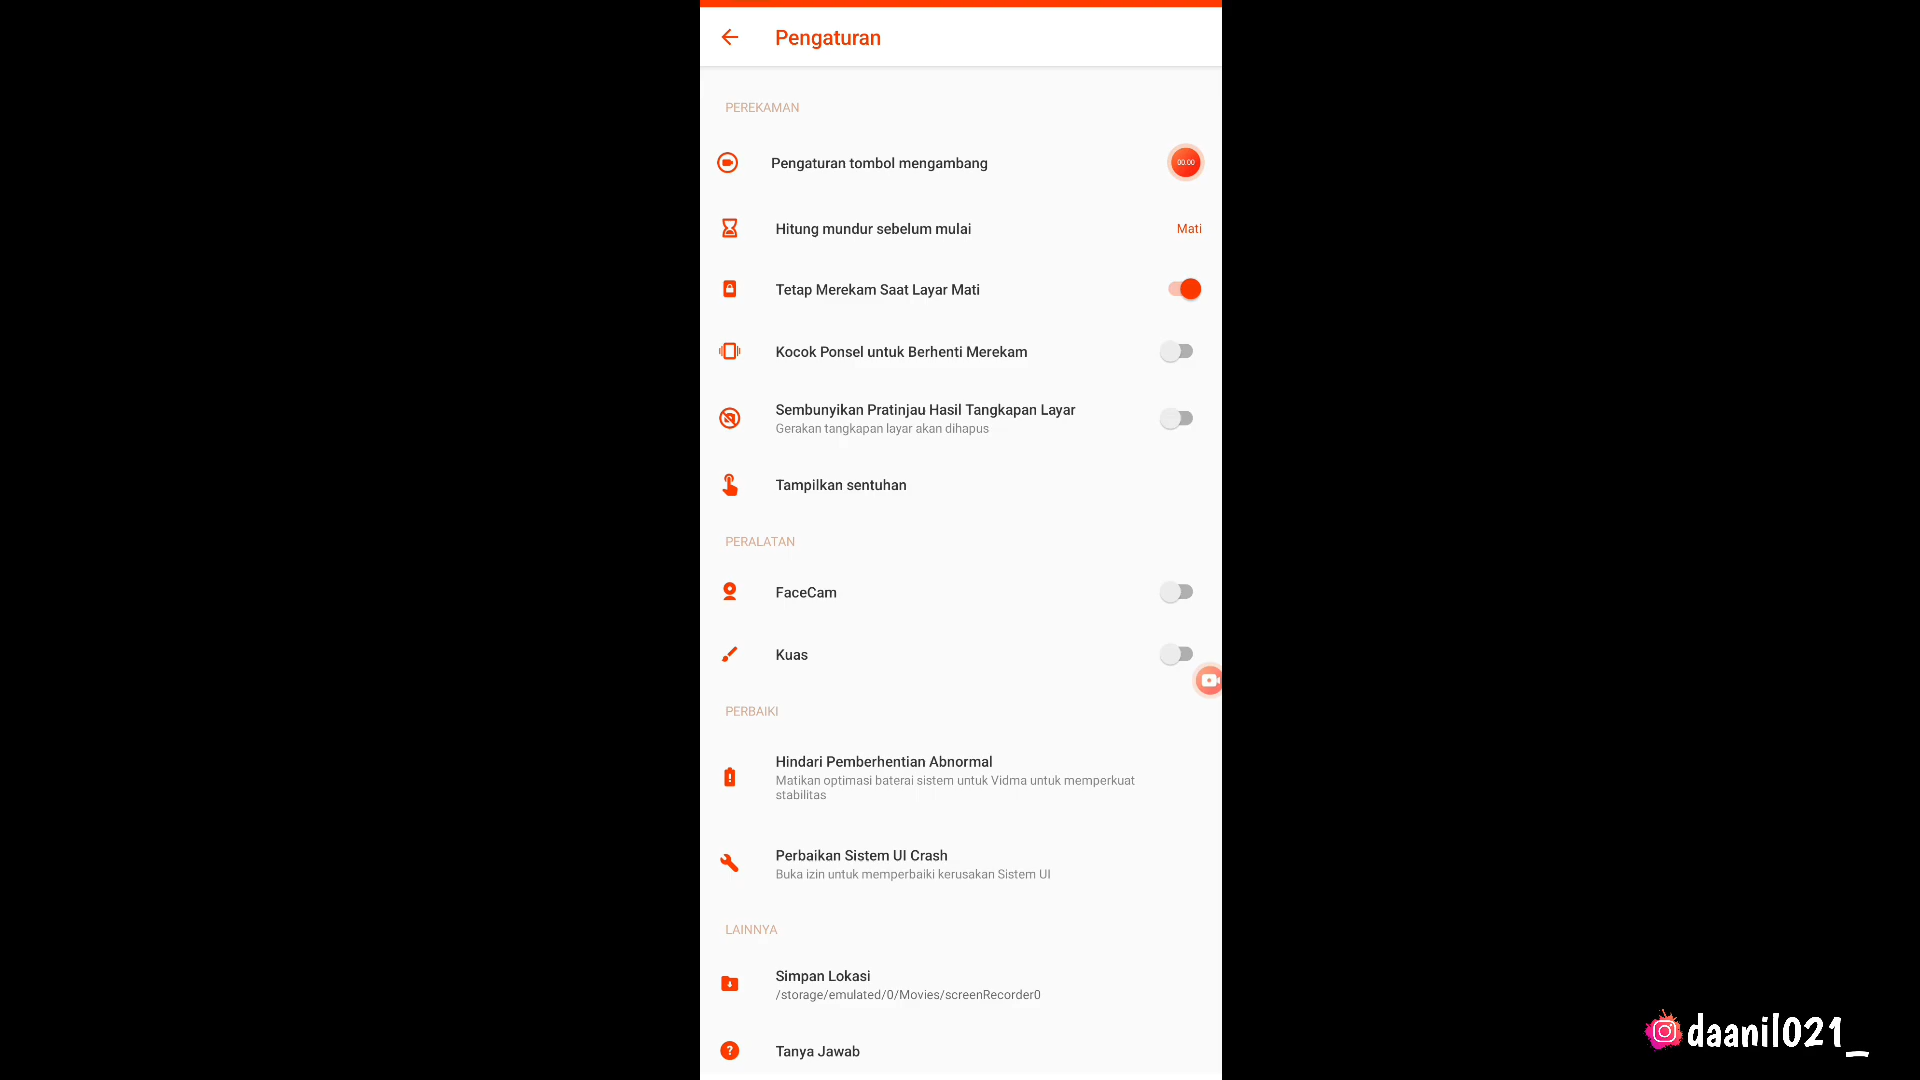 Pengaturan
PEREKAMAN
Pengaturan tombol mengambang
00:00
Hitung mundur sebelum mulai
Mati
Tetap Merekam Saat Layar Mati
Kocok Ponsel untuk Berhenti Merekam
Sembunyikan Pratinjau Hasil Tangkapan Layar
Gerakan tangkapan layar akan dihapus
Tampilkan sentuhan
PERALATAN
FaceCam
Kuas
PERBAIKI
Hindari Pemberhentian Abnormal
Matikan optimasi baterai sistem untuk Vidma untuk memperkuat
stabilitas
Perbaikan Sistem UI Crash
Buka izin untuk memperbaiki kerusakan Sistem UI
LAINNYA
Simpan Lokasi
/storage/emulated/0/Movies/screenRecorder0
Tanya Jawab
daanil021_